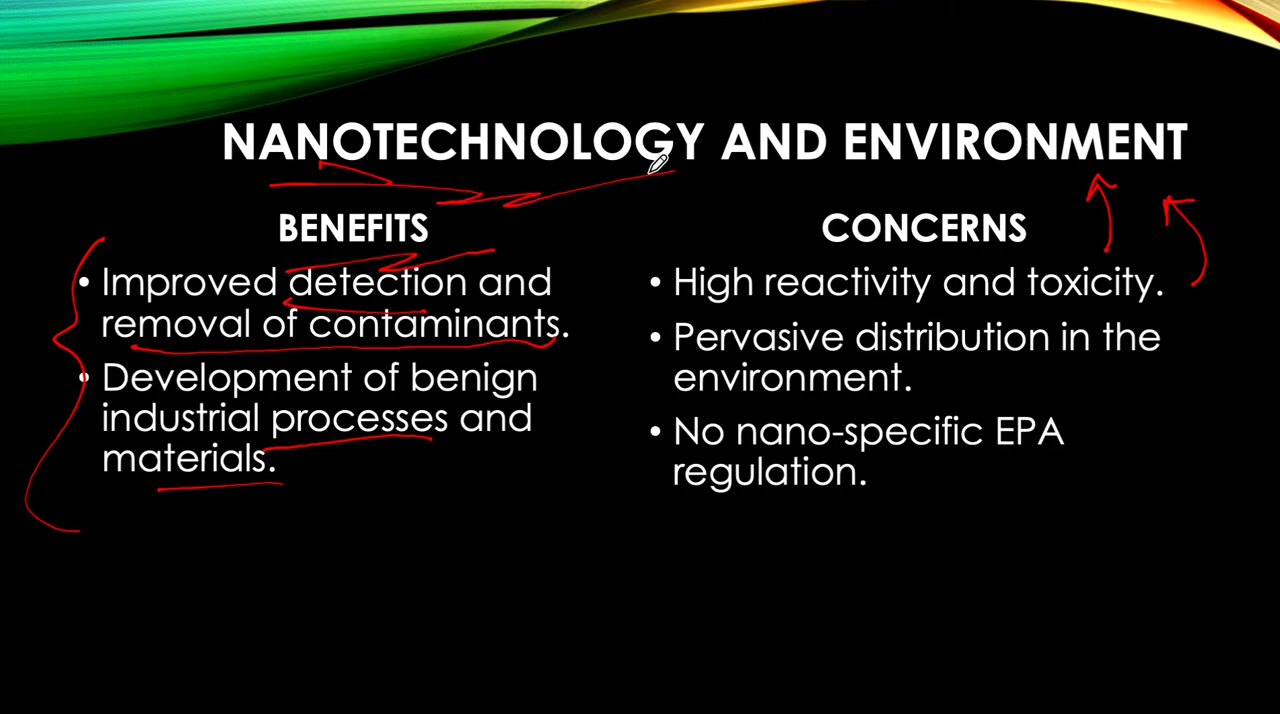 NANOTECHNOLOGY AND ENVIRONMENT
BENEFITS
• Improved detection and
removal of contaminants.
• Development of benign
industrial processes and
materials.
CONCERNS
• High reactivity and toxicity.
• Pervasive distribution in the
environment.
• No nano-specific EPA
regulation.